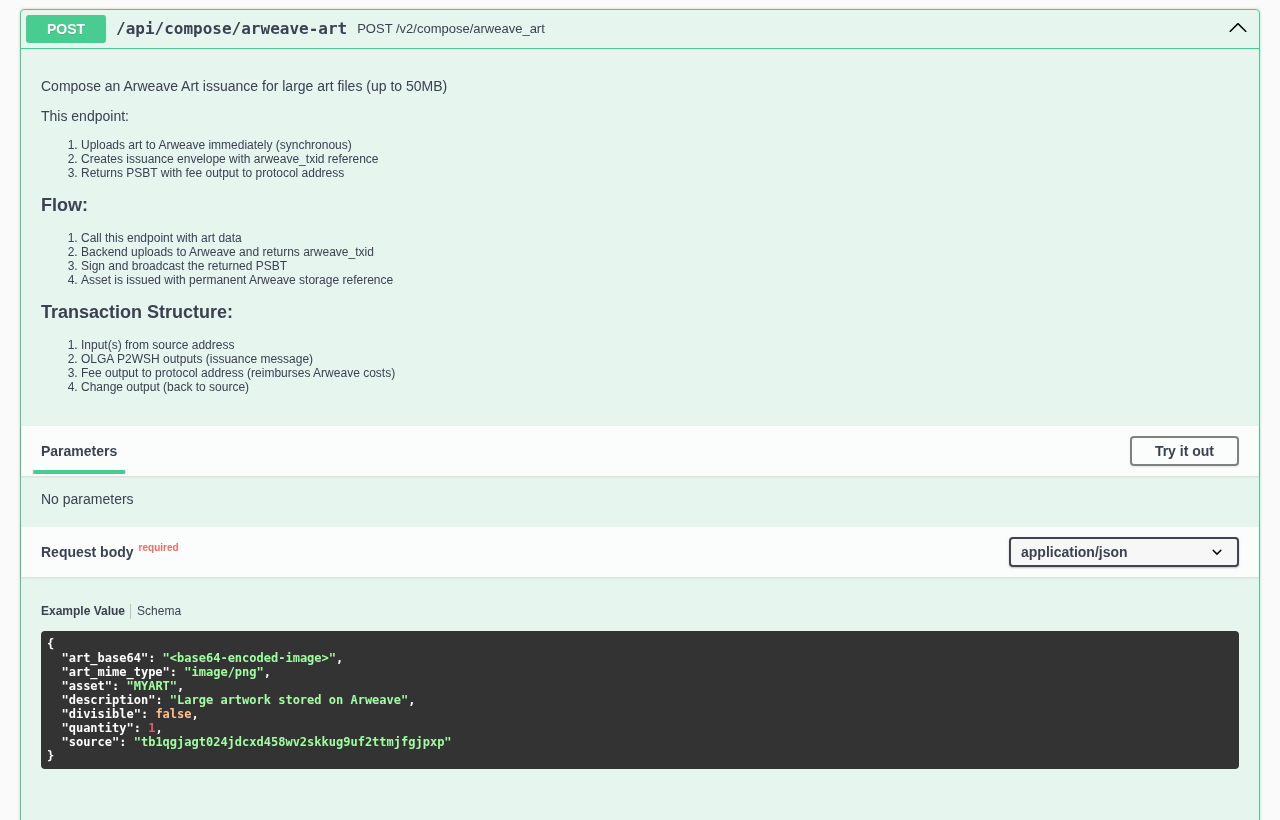 POST /api/compose/arweave-art POST /v2/compose/arweave_art
Compose an Arweave Art issuance for large art files (up to 50MB)
This endpoint:
1. Uploads art to Arweave immediately (synchronous)
2. Creates issuance envelope with arweave_txid reference
3. Returns PSBT with fee output to protocol address
Flow:
1. Call this endpoint with art data
2. Backend uploads to Arweave and returns arweave_txid
3. Sign and broadcast the returned PSBT
4. Asset is issued with permanent Arweave storage reference
Transaction Structure:
1. Input(s) from source address
2. OLGA P2WSH outputs (issuance message)
3. Fee output to protocol address (reimburses Arweave costs)
4. Change output (back to source)
Parameters Try it out
No parameters
Request body required application/json
Example Value Schema
{
  "art_base64": "<base64-encoded-image>",
  "art_mime_type": "image/png",
  "asset": "MYART",
  "description": "Large artwork stored on Arweave",
  "divisible": false,
  "quantity": 1,
  "source": "tb1qgjagt024jdcxd458wv2skkug9uf2ttmjfgjpxp"
}